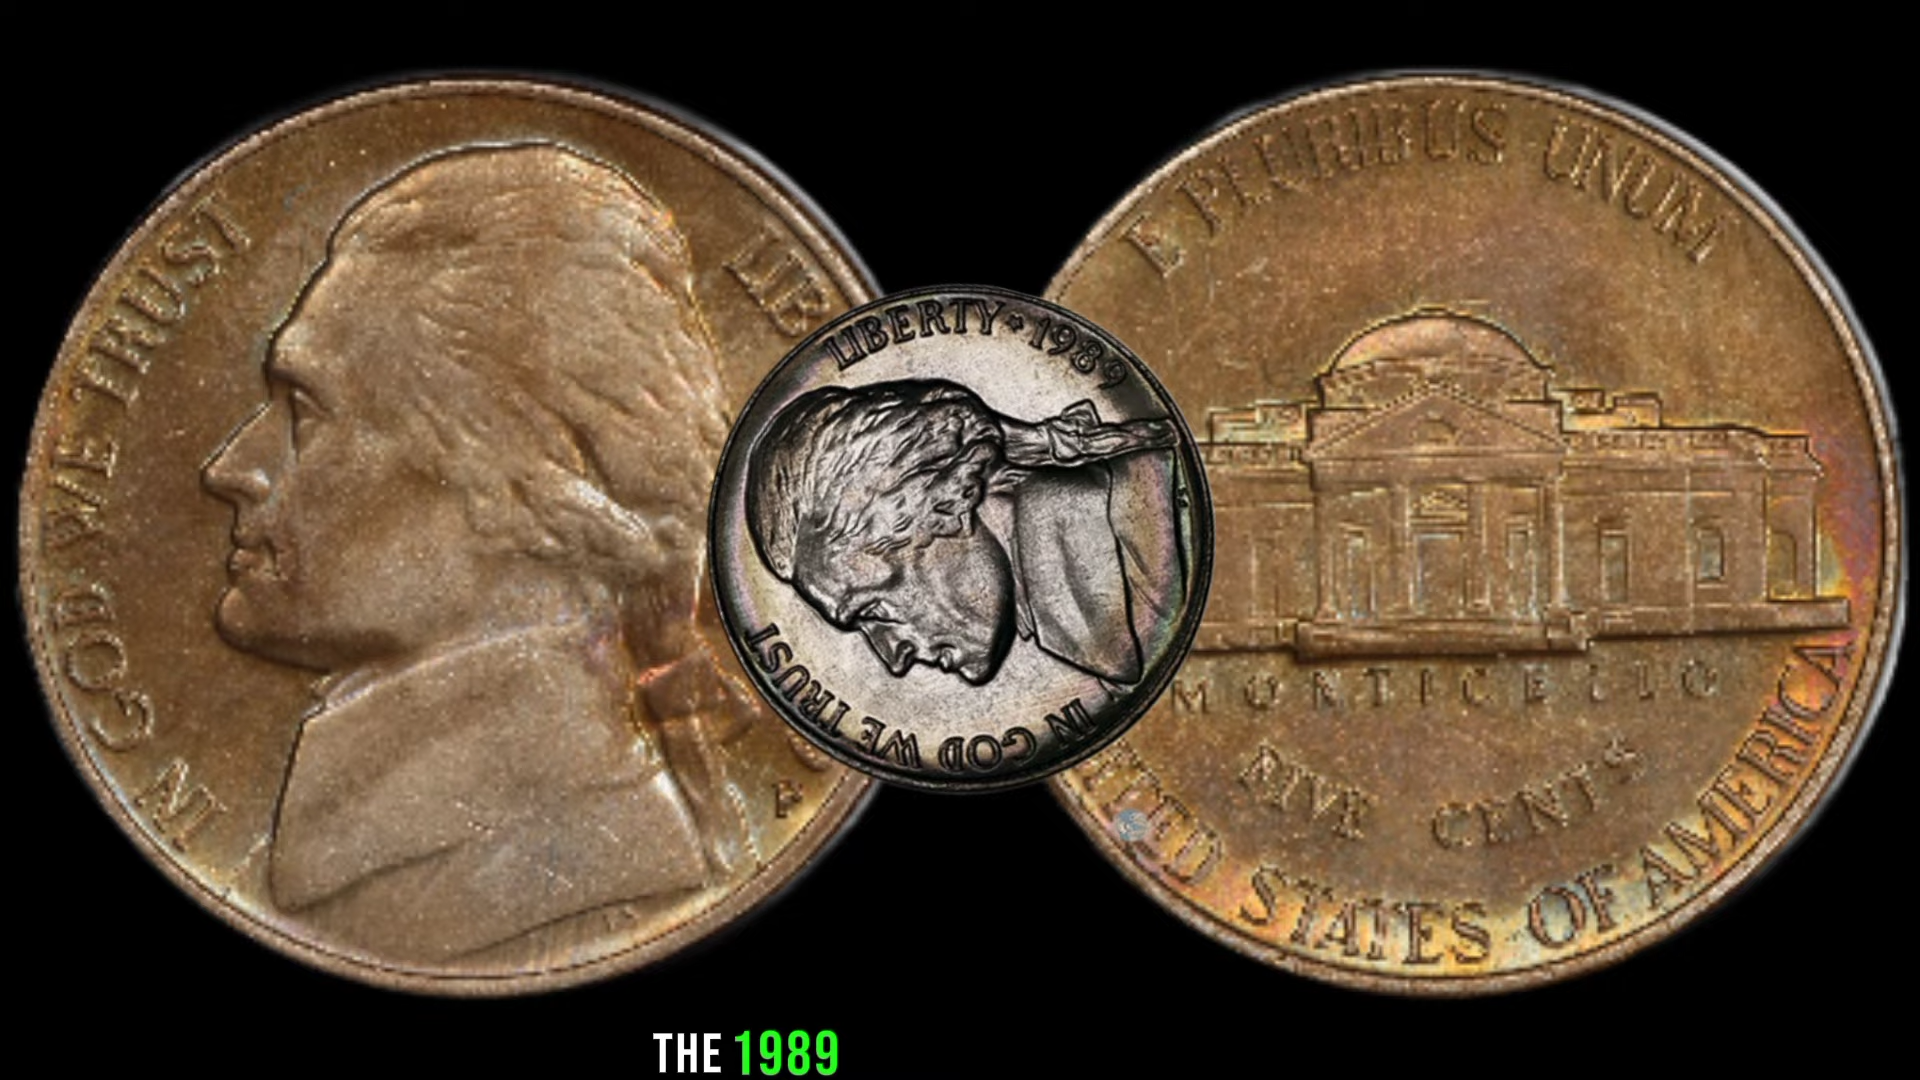 IN GOD WE TRUST
LIB
P
LIBERTY ★ 1989
IN GOD WE TRUST
E PLURIBUS UNUM
MONTICELLO
FIVE CENTS
ITED STATES OF AMERICA
THE 1989